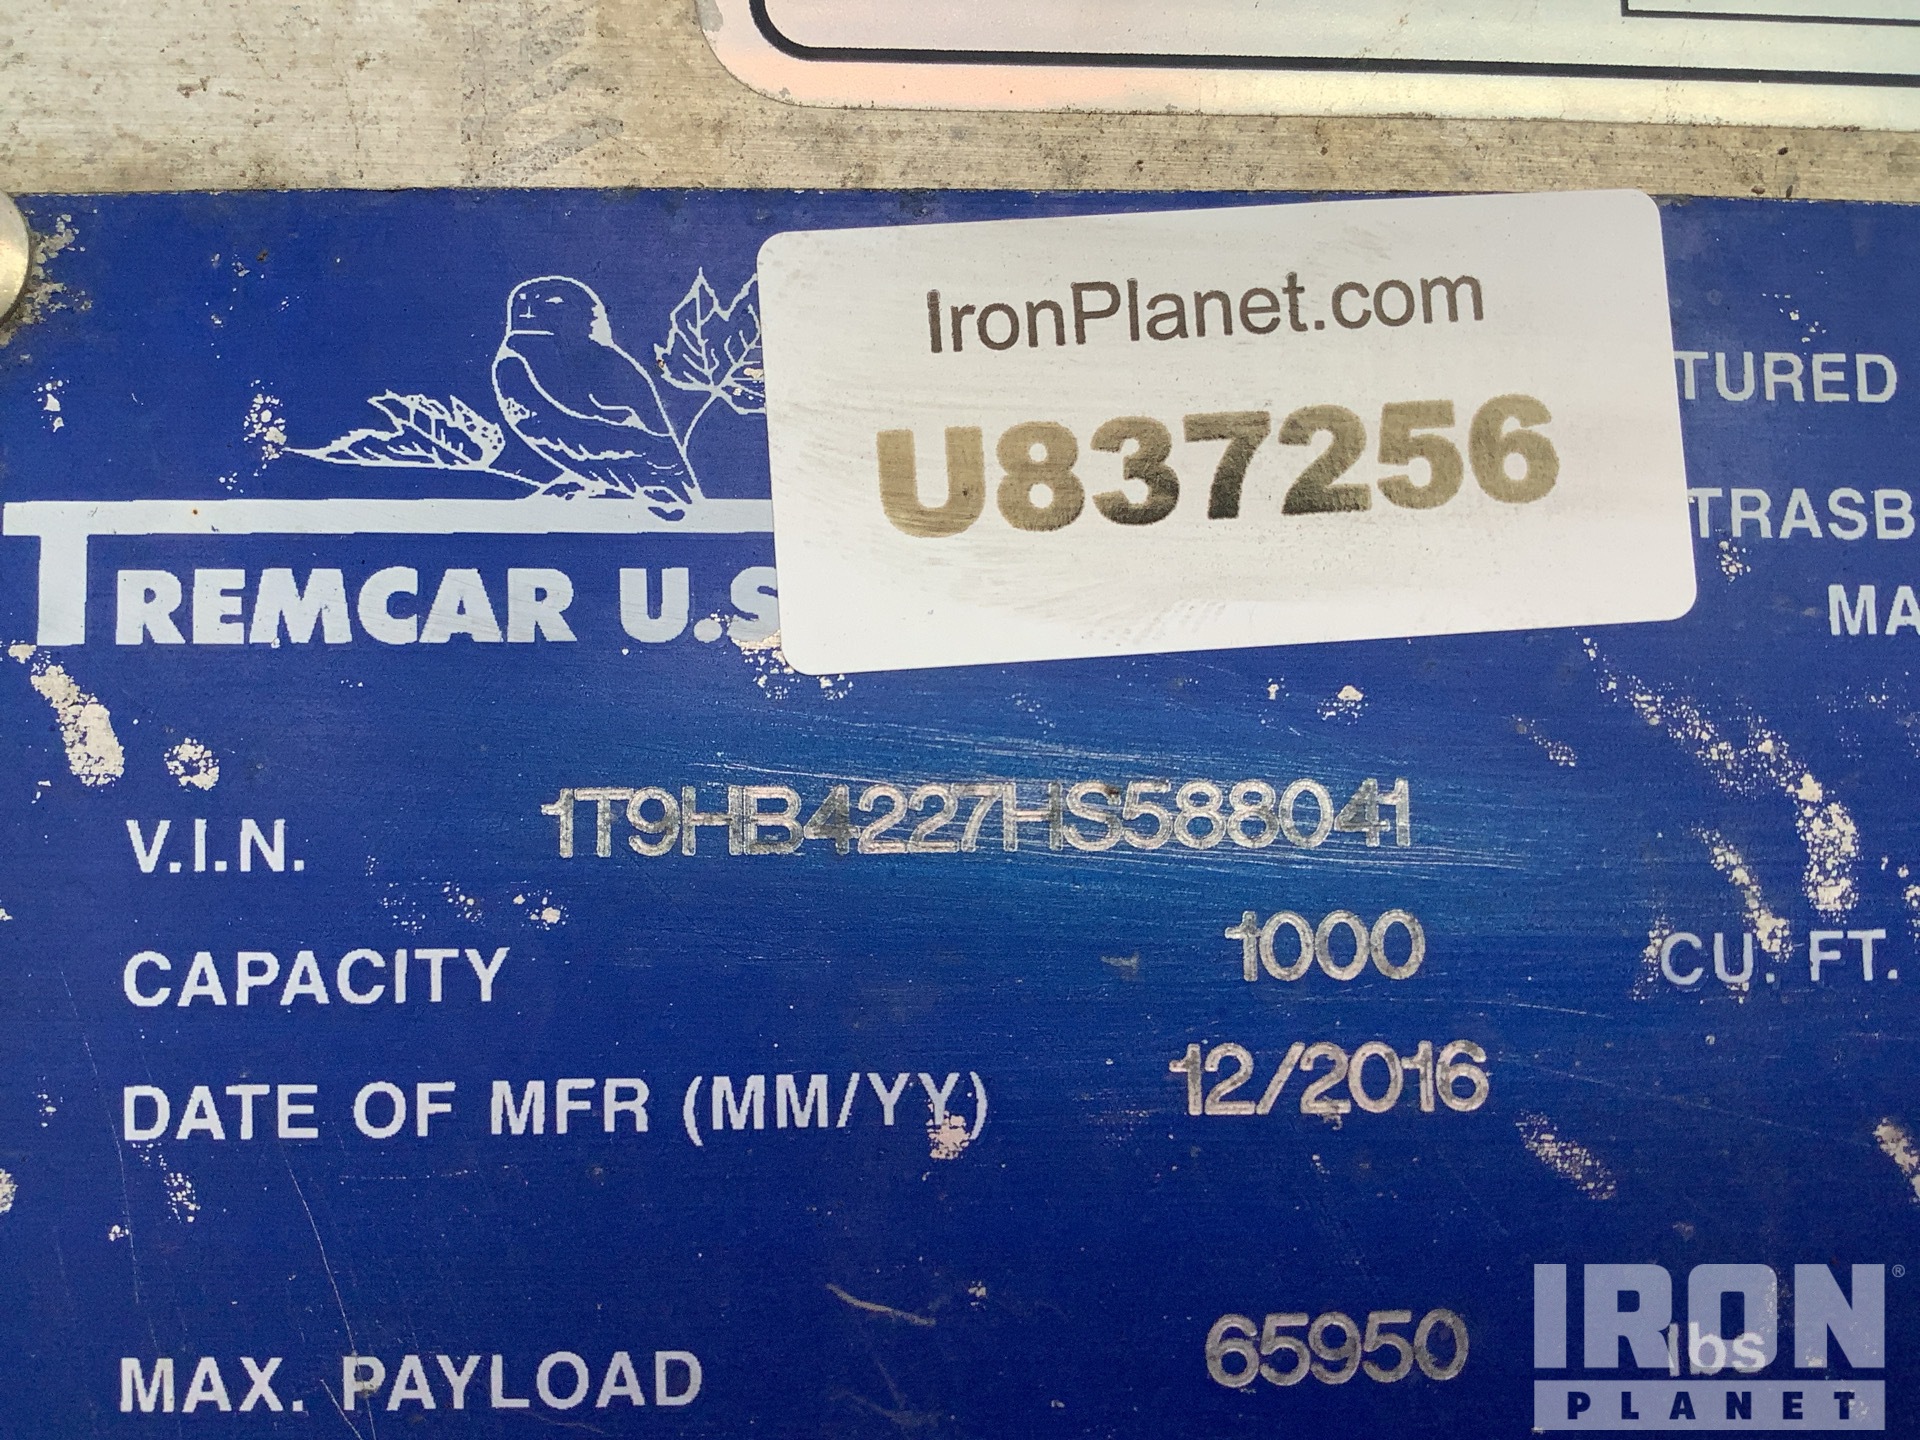 IronPlanet.com
U837256
TURED
TRASB
TREMCAR U.S
MA
V.I.N. 1T9HB4227HS588041
CAPACITY 1000 CU. FT.
DATE OF MFR (MM/YY) 12/2016
MAX. PAYLOAD 65950 lbs
IRON®
PLANET